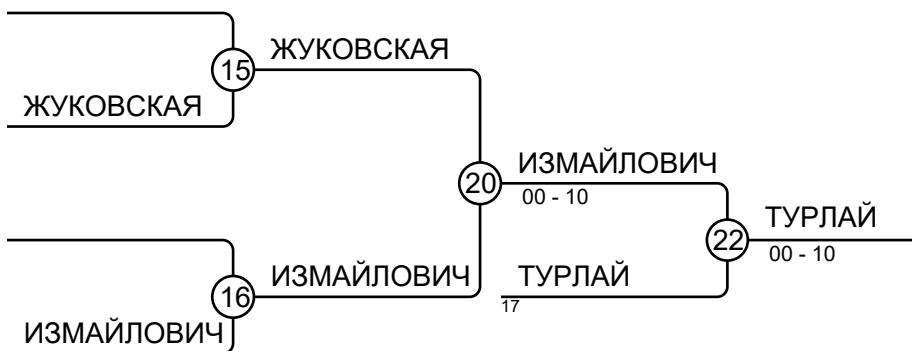 ЖУКОВСКАЯ
15
ЖУКОВСКАЯ
ИЗМАЙЛОВИЧ
20
00 - 10
ТУРЛАЙ
22
00 - 10
ИЗМАЙЛОВИЧ
ТУРЛАЙ
16
17
ИЗМАЙЛОВИЧ